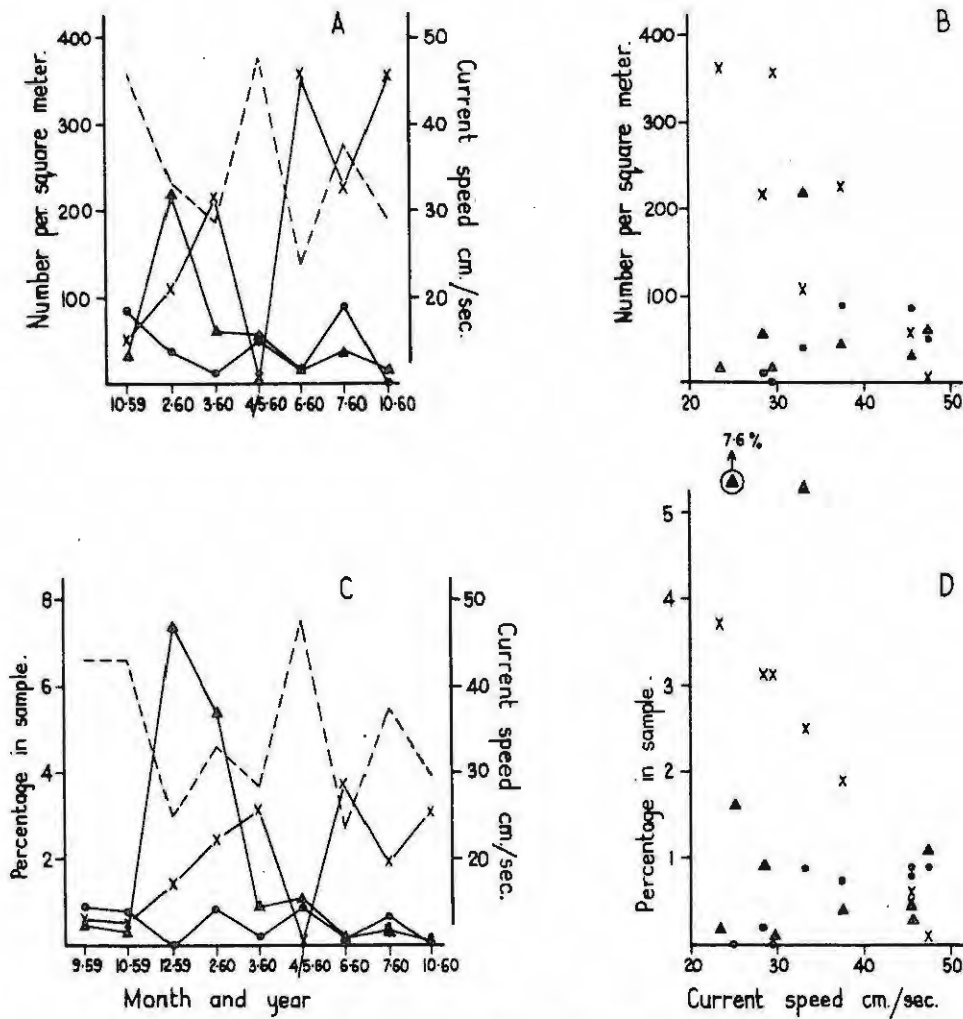 A
Number per square meter.
400
300
200
100
50
40
30
20
Current speed cm./sec.
10·59 2·60 3·60 4/5·60 6·60 7·60 10·60
B
Number per square meter.
400
300
200
100
0
20 30 40 50
C
Percentage in sample.
8
6
4
2
50
40
30
20
Current speed cm/sec.
9·59 10·59 12·59 2·60 3·60 4/5·60 6·60 7·60 10·60
Month and year
D
7·6%
Percentage in sample.
5
4
3
2
1
0
20 30 40 50
Current speed cm./sec.